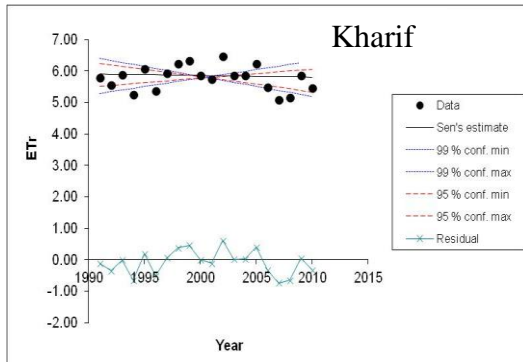 Kharif
7.00
6.00
5.00
4.00
3.00
2.00
1.00
0.00
-1.00
-2.00
ETr
1990 1995 2000 2005 2010 2015
Year
Data
Sen's estimate
99 % conf. min
99 % conf. max
95 % conf. min
95 % conf. max
Residual